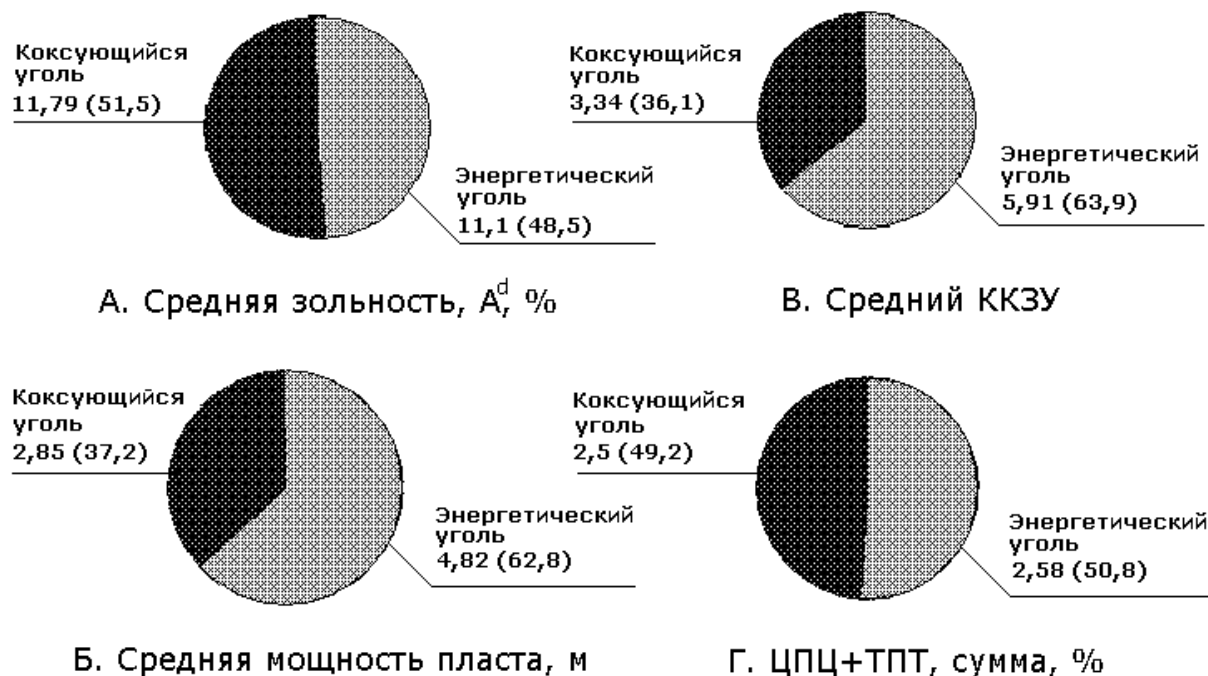 Коксующийся
уголь
11,79 (51,5)
Энергетический
уголь
11,1 (48,5)
А. Средняя зольность, А^d, %
Коксующийся
уголь
3,34 (36,1)
Энергетический
уголь
5,91 (63,9)
В. Средний ККЗУ
Коксующийся
уголь
2,85 (37,2)
Энергетический
уголь
4,82 (62,8)
Б. Средняя мощность пласта, м
Коксующийся
уголь
2,5 (49,2)
Энергетический
уголь
2,58 (50,8)
Г. ЦПЦ+ТПТ, сумма, %